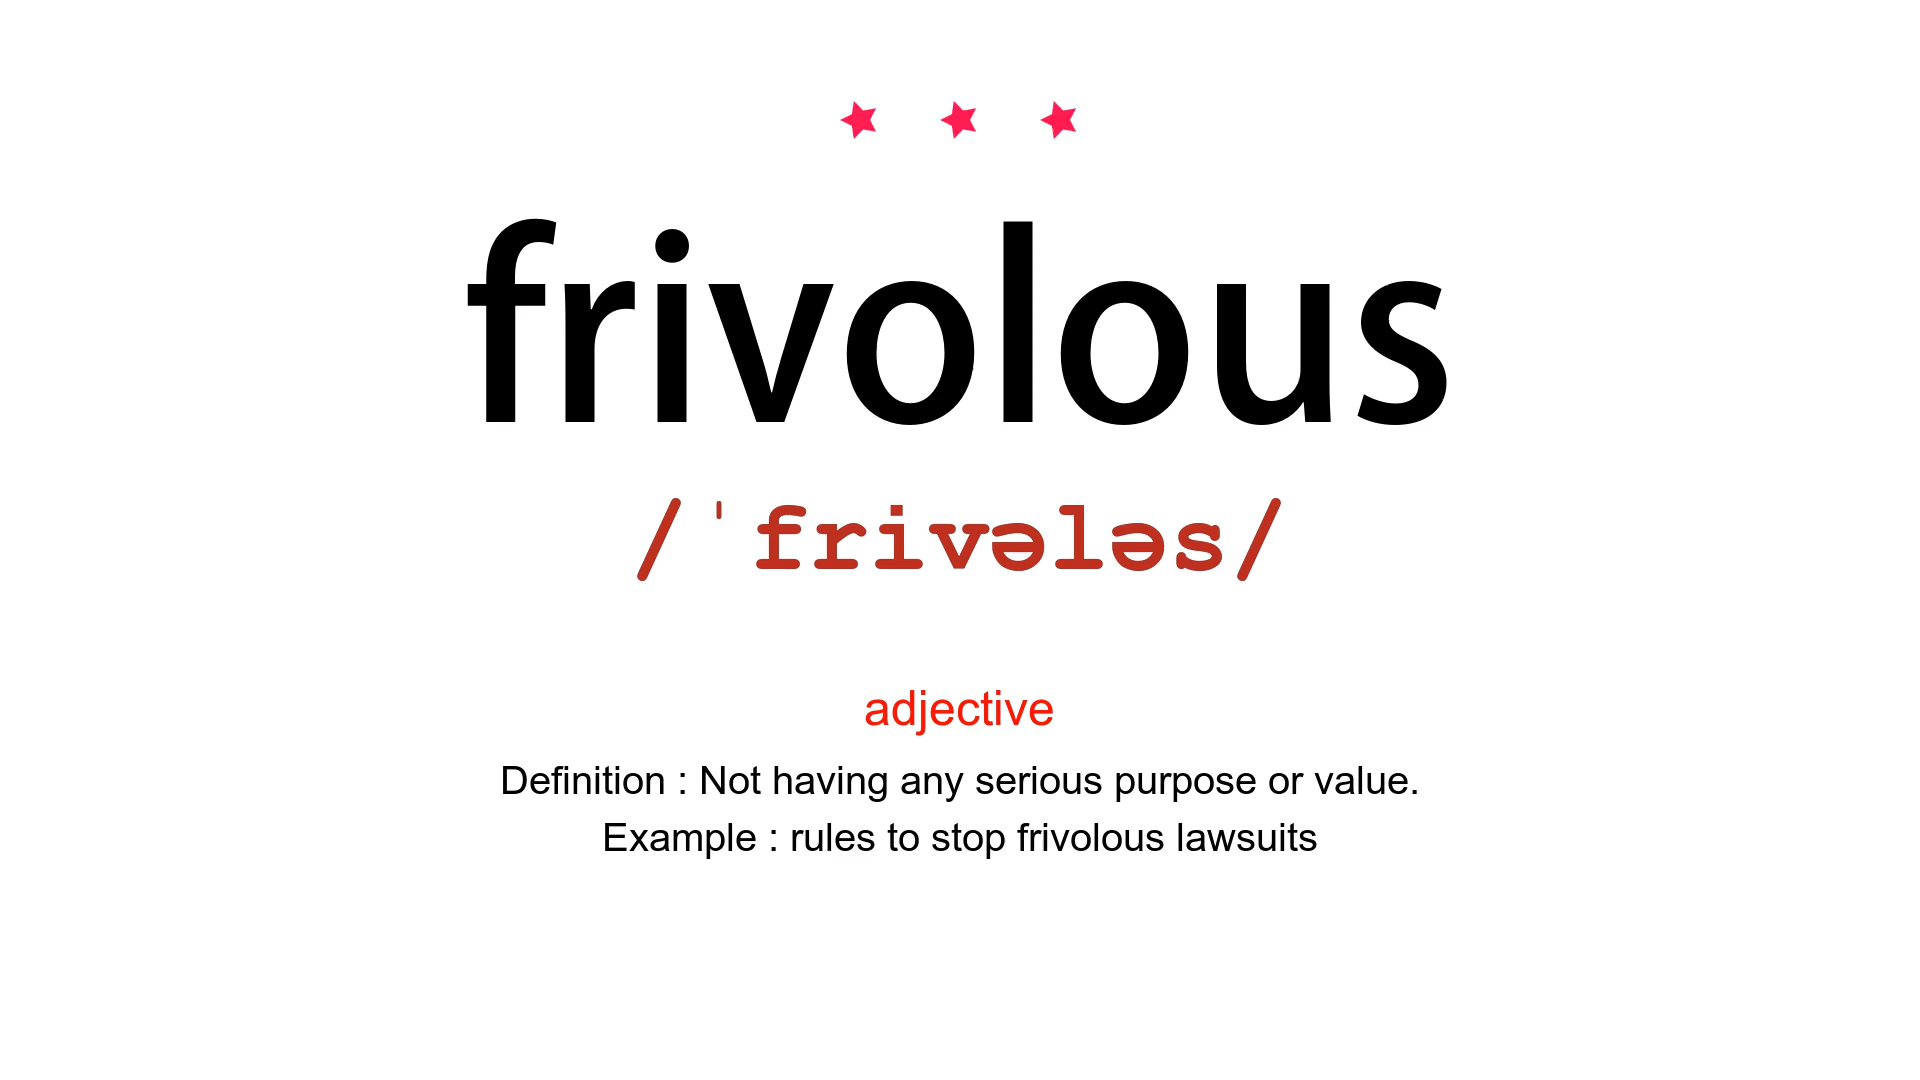 frivolous
/ˈfrivələs/
adjective
Definition : Not having any serious purpose or value.
Example : rules to stop frivolous lawsuits